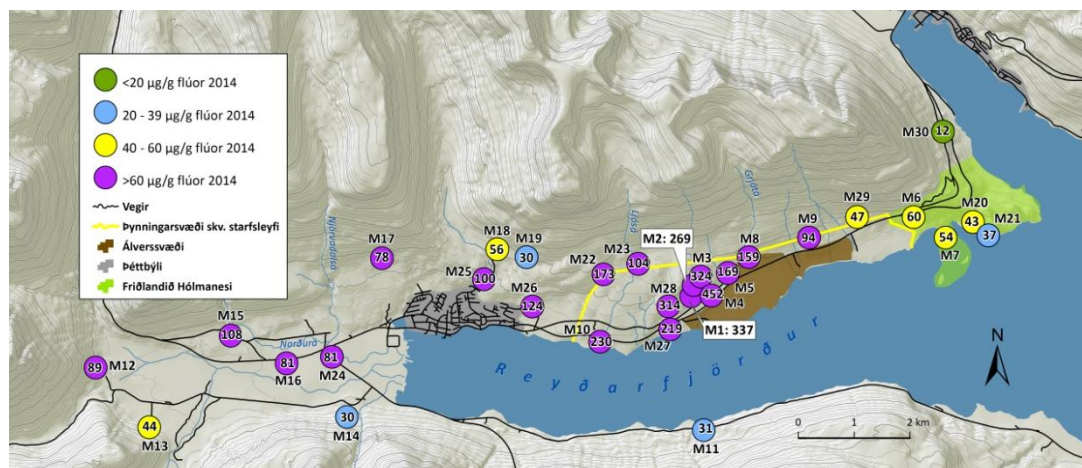 <20 µg/g flúor 2014
20 - 39 µg/g flúor 2014
40 - 60 µg/g flúor 2014
>60 µg/g flúor 2014
Vegir
Þynningarsvæði skv. starfsleyfi
Álverssvæði
Þéttbýli
Friðlandið Hólmanesi
M30 12
M29
47
M6
60
M20
43
M21
37
54
M7
M9
94
Grjótá
M8
159
M2: 269
M3
324
169
M5
452
M4
M1: 337
M28
314
219
M27
M23
104
M22
173
M10
230
Ljósá
M18
56
M19
30
M25
100
M26
124
M17
78
Njörvadalsá
M15
108
Norðurá
81
M16
81
M24
89 M12
44
M13
30
M14
31
M11
Reyðarfjörður
N
0 1 2 km